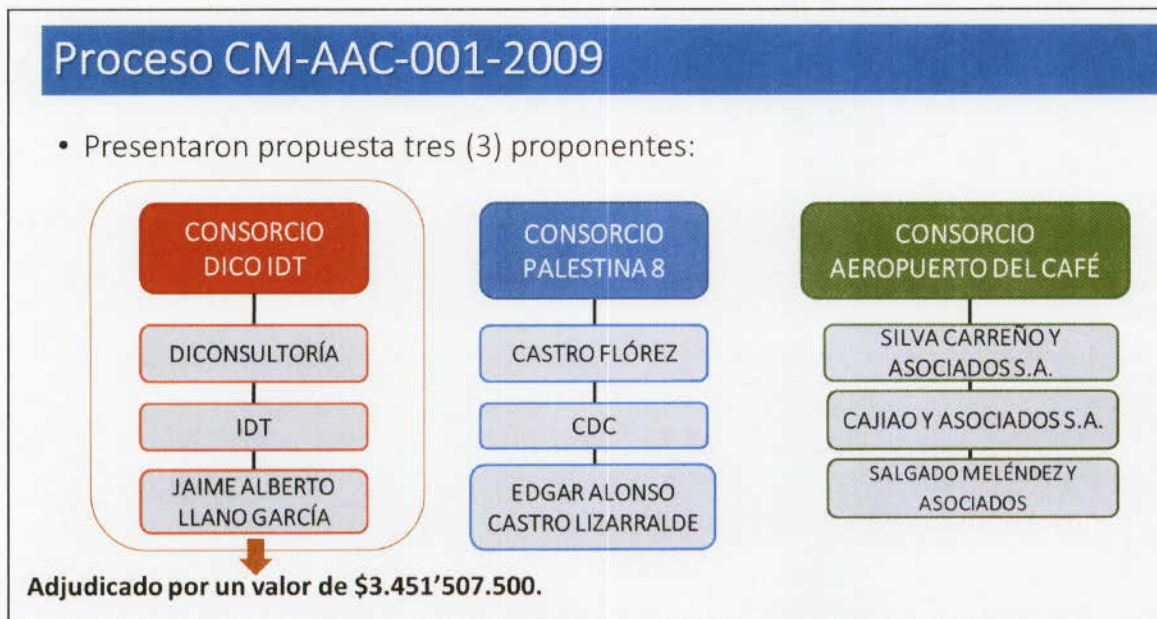 Proceso CM-AAC-001-2009
• Presentaron propuesta tres (3) proponentes:
CONSORCIO
DICO IDT
DICONSULTORÍA
IDT
JAIME ALBERTO
LLANO GARCÍA
Adjudicado por un valor de $3.451’507.500.
CONSORCIO
PALESTINA 8
CASTRO FLÓREZ
CDC
EDGAR ALONSO
CASTRO LIZARRALDE
CONSORCIO
AEROPUERTO DEL CAFÉ
SILVA CARREÑO Y
ASOCIADOS S.A.
CAJIAO Y ASOCIADOS S.A.
SALGADO MELÉNDEZ Y
ASOCIADOS